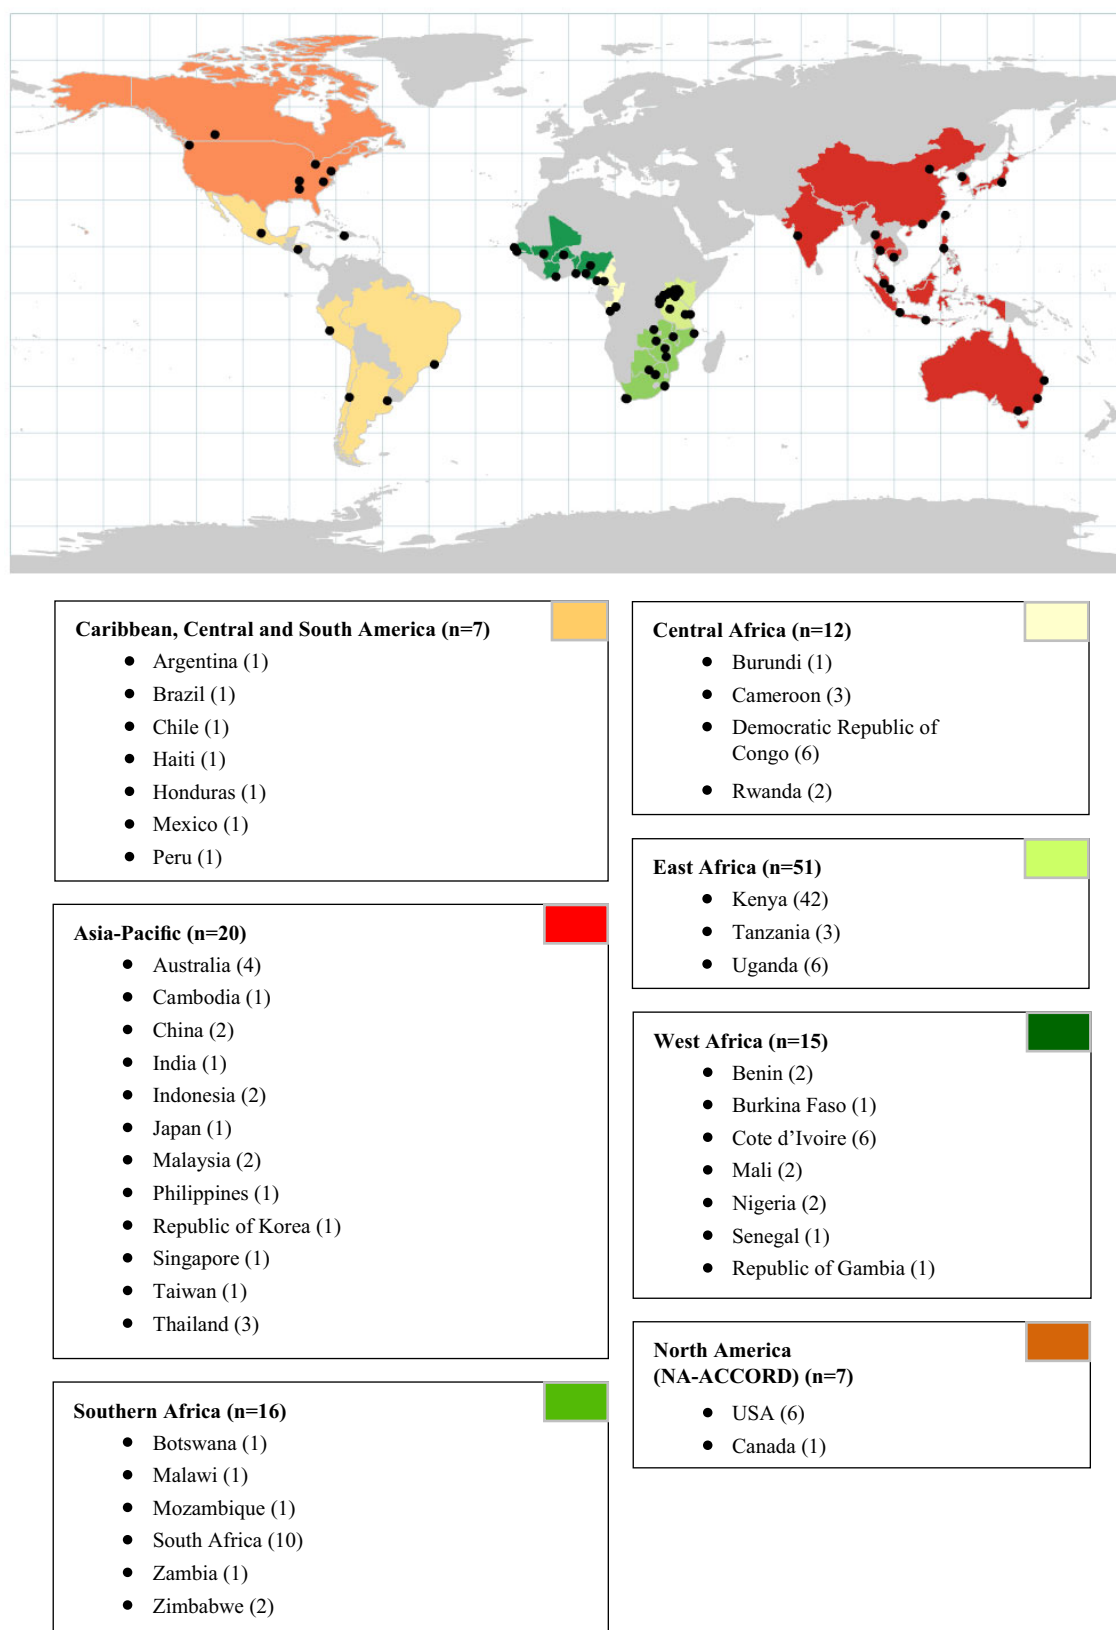 Caribbean, Central and South America (n=7)
• Argentina (1)
• Brazil (1)
• Chile (1)
• Haiti (1)
• Honduras (1)
• Mexico (1)
• Peru (1)
Asia-Pacific (n=20)
• Australia (4)
• Cambodia (1)
• China (2)
• India (1)
• Indonesia (2)
• Japan (1)
• Malaysia (2)
• Philippines (1)
• Republic of Korea (1)
• Singapore (1)
• Taiwan (1)
• Thailand (3)
Southern Africa (n=16)
• Botswana (1)
• Malawi (1)
• Mozambique (1)
• South Africa (10)
• Zambia (1)
• Zimbabwe (2)
Central Africa (n=12)
• Burundi (1)
• Cameroon (3)
• Democratic Republic of
Congo (6)
• Rwanda (2)
East Africa (n=51)
• Kenya (42)
• Tanzania (3)
• Uganda (6)
West Africa (n=15)
• Benin (2)
• Burkina Faso (1)
• Cote d’Ivoire (6)
• Mali (2)
• Nigeria (2)
• Senegal (1)
• Republic of Gambia (1)
North America
(NA-ACCORD) (n=7)
• USA (6)
• Canada (1)